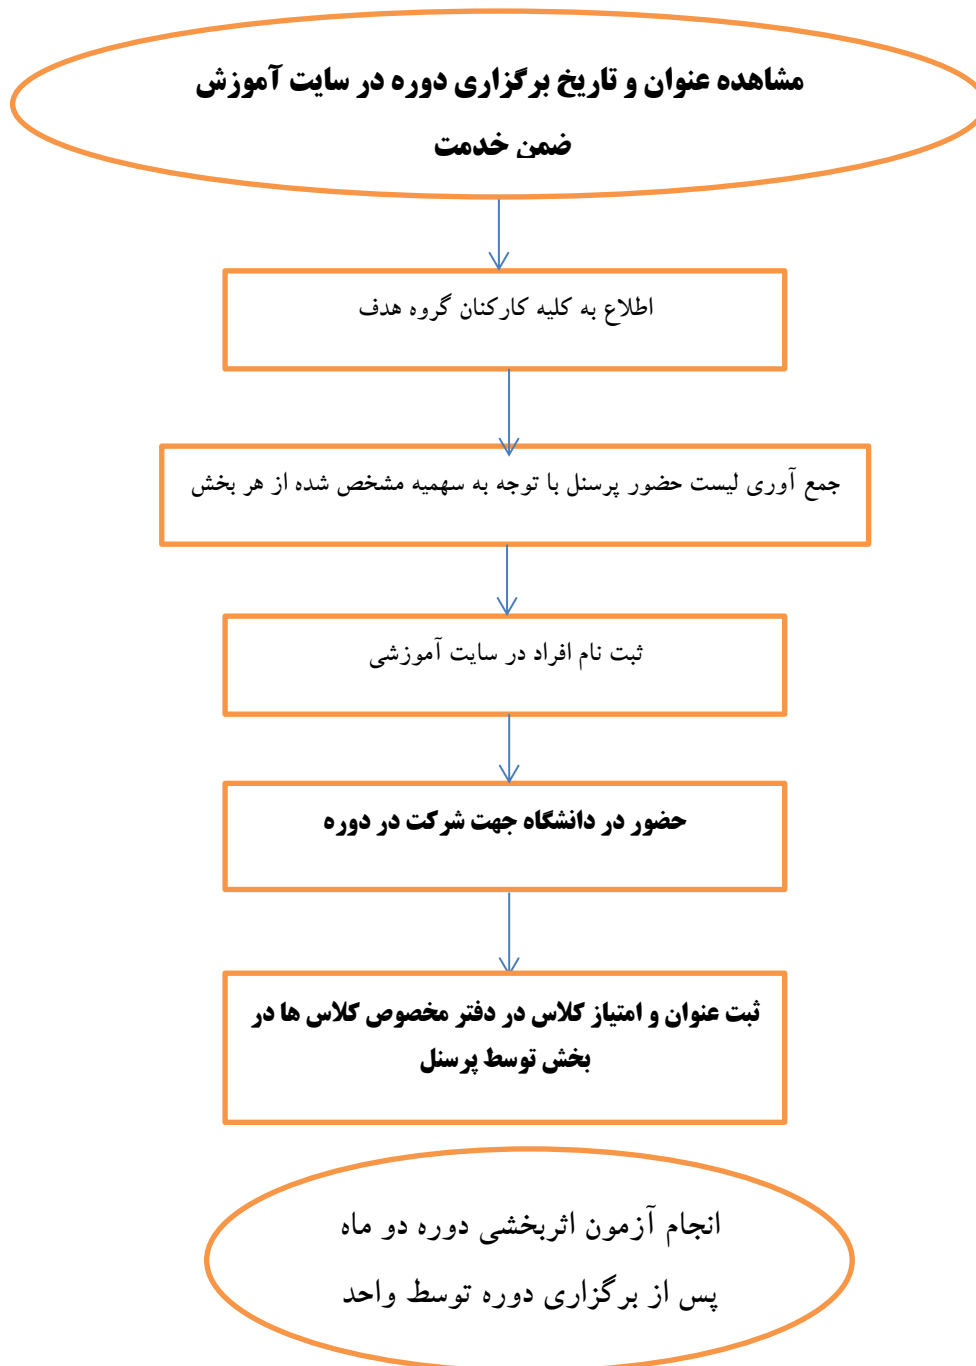 مشاهده عنوان و تاریخ برگزاری دوره در سایت آموزش
ضمن خدمت
اطلاع به کلیه کارکنان گروه هدف
جمع آوری لیست حضور پرسنل با توجه به سهمیه مشخص شده از هر بخش
ثبت نام افراد در سایت آموزشی
حضور در دانشگاه جهت شرکت در دوره
ثبت عنوان و امتیاز کلاس در دفتر مخصوص کلاس ها در
بخش توسط پرسنل
انجام آزمون اثربخشی دوره دو ماه
پس از برگزاری دوره توسط واحد